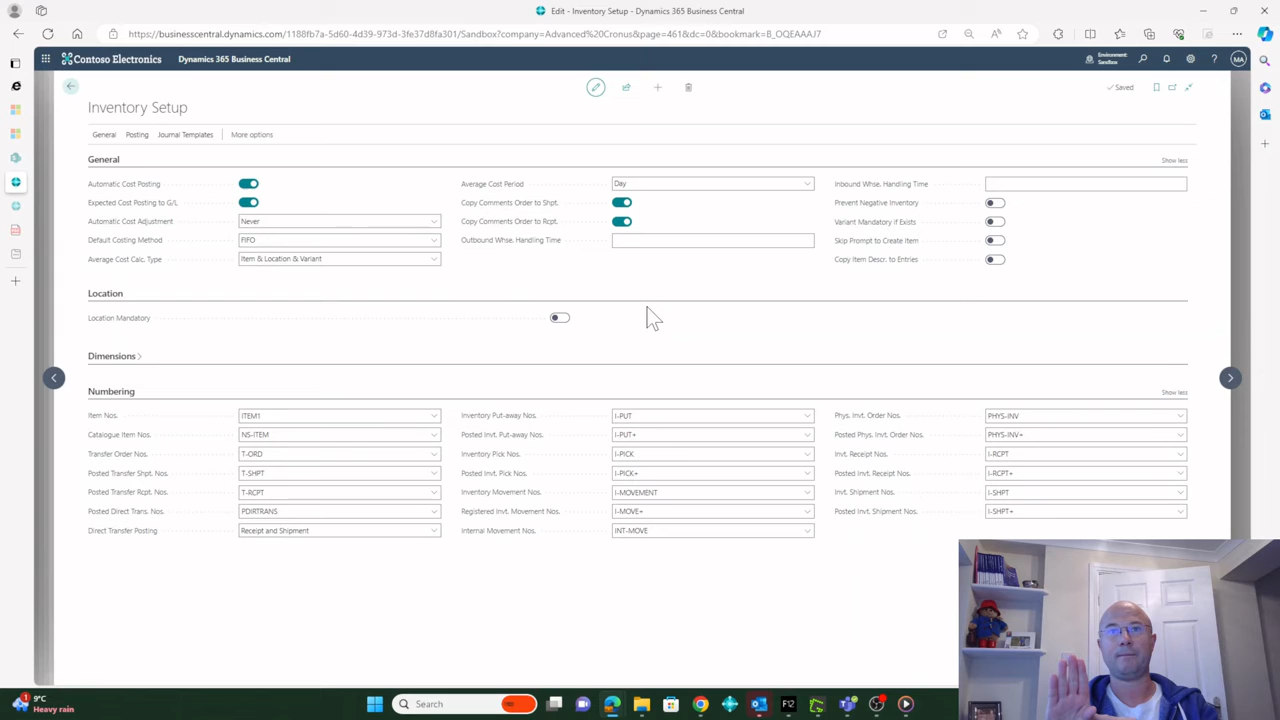 Edit - Inventory Setup - Dynamics 365 Business Central
https://businesscentral.dynamics.com/1188fb7a-5d60-4d39-973d-3fe37d8fa301/Sandbox?company=Advanced%20Cronus&page=461&dc=0&bookmark=B_OQEAAAJ7
Contoso Electronics Dynamics 365 Business Central Environment: Sandbox MA
Saved
Inventory Setup
General Posting Journal Templates More options
General Show less
Automatic Cost Posting Average Cost Period Day Inbound Whse. Handling Time
Expected Cost Posting to G/L Copy Comments Order to Shpt. Prevent Negative Inventory
Automatic Cost Adjustment Never Copy Comments Order to Rcpt. Variant Mandatory if Exists
Default Costing Method FIFO Outbound Whse. Handling Time Skip Prompt to Create Item
Average Cost Calc. Type Item & Location & Variant Copy Item Descr. to Entries
Location
Location Mandatory
Dimensions
Numbering Show less
Item Nos. ITEM1 Inventory Put-away Nos. I-PUT Phys. Invt. Order Nos. PHYS-INV
Catalogue Item Nos. NS-ITEM Posted Invt. Put-away Nos. I-PUT+ Posted Phys. Invt. Order Nos. PHYS-INV+
Transfer Order Nos. T-ORD Inventory Pick Nos. I-PICK Invt. Receipt Nos. I-RCPT
Posted Transfer Shpt. Nos. T-SHPT Posted Invt. Pick Nos. I-PICK+ Posted Invt. Receipt Nos. I-RCPT+
Posted Transfer Rcpt. Nos. T-RCPT Inventory Movement Nos. I-MOVEMENT Invt. Shipment Nos. I-SHPT
Posted Direct Trans. Nos. PDIRTRANS Registered Invt. Movement Nos. I-MOVE+ Posted Invt. Shipment Nos. I-SHPT+
Direct Transfer Posting Receipt and Shipment Internal Movement Nos. INT-MOVE
1 9°C
Heavy rain
Search
F12